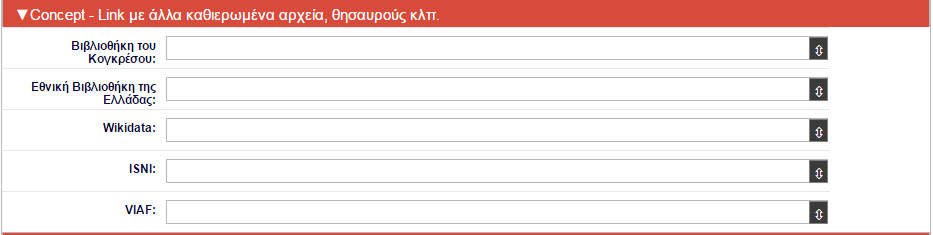 ▼Concept - Link με άλλα καθιερωμένα αρχεία, θησαυρούς κλπ.
Βιβλιοθήκη του
Κογκρέσου:
Εθνική Βιβλιοθήκη της
Ελλάδας:
Wikidata:
ISNI:
VIAF: